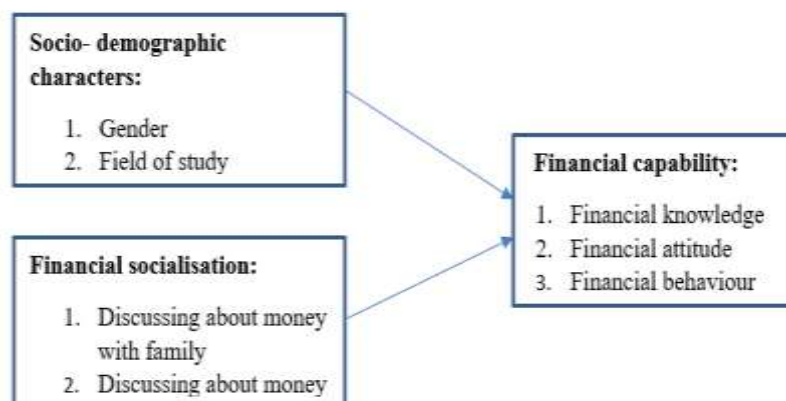 Socio- demographic
characters:
1. Gender
2. Field of study
Financial socialisation:
1. Discussing about money
with family
2. Discussing about money
Financial capability:
1. Financial knowledge
2. Financial attitude
3. Financial behaviour